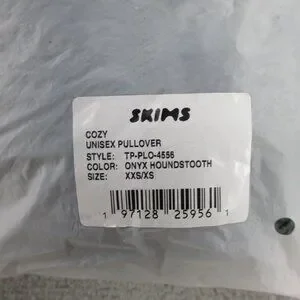 SKIMS
COZY
UNISEX PULLOVER
STYLE: TP-PLO-4556
COLOR: ONYX HOUNDSTOOTH
SIZE: XXS/XS
1 97128 25956 1